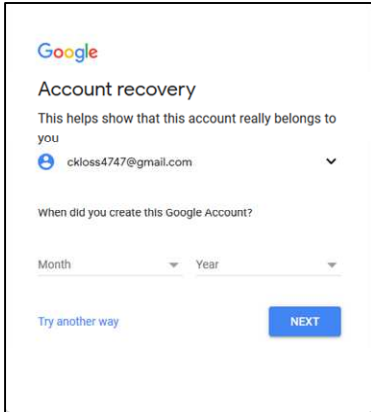 Google
Account recovery
This helps show that this account really belongs to
you
ckloss4747@gmail.com
When did you create this Google Account?
Month Year
Try another way NEXT